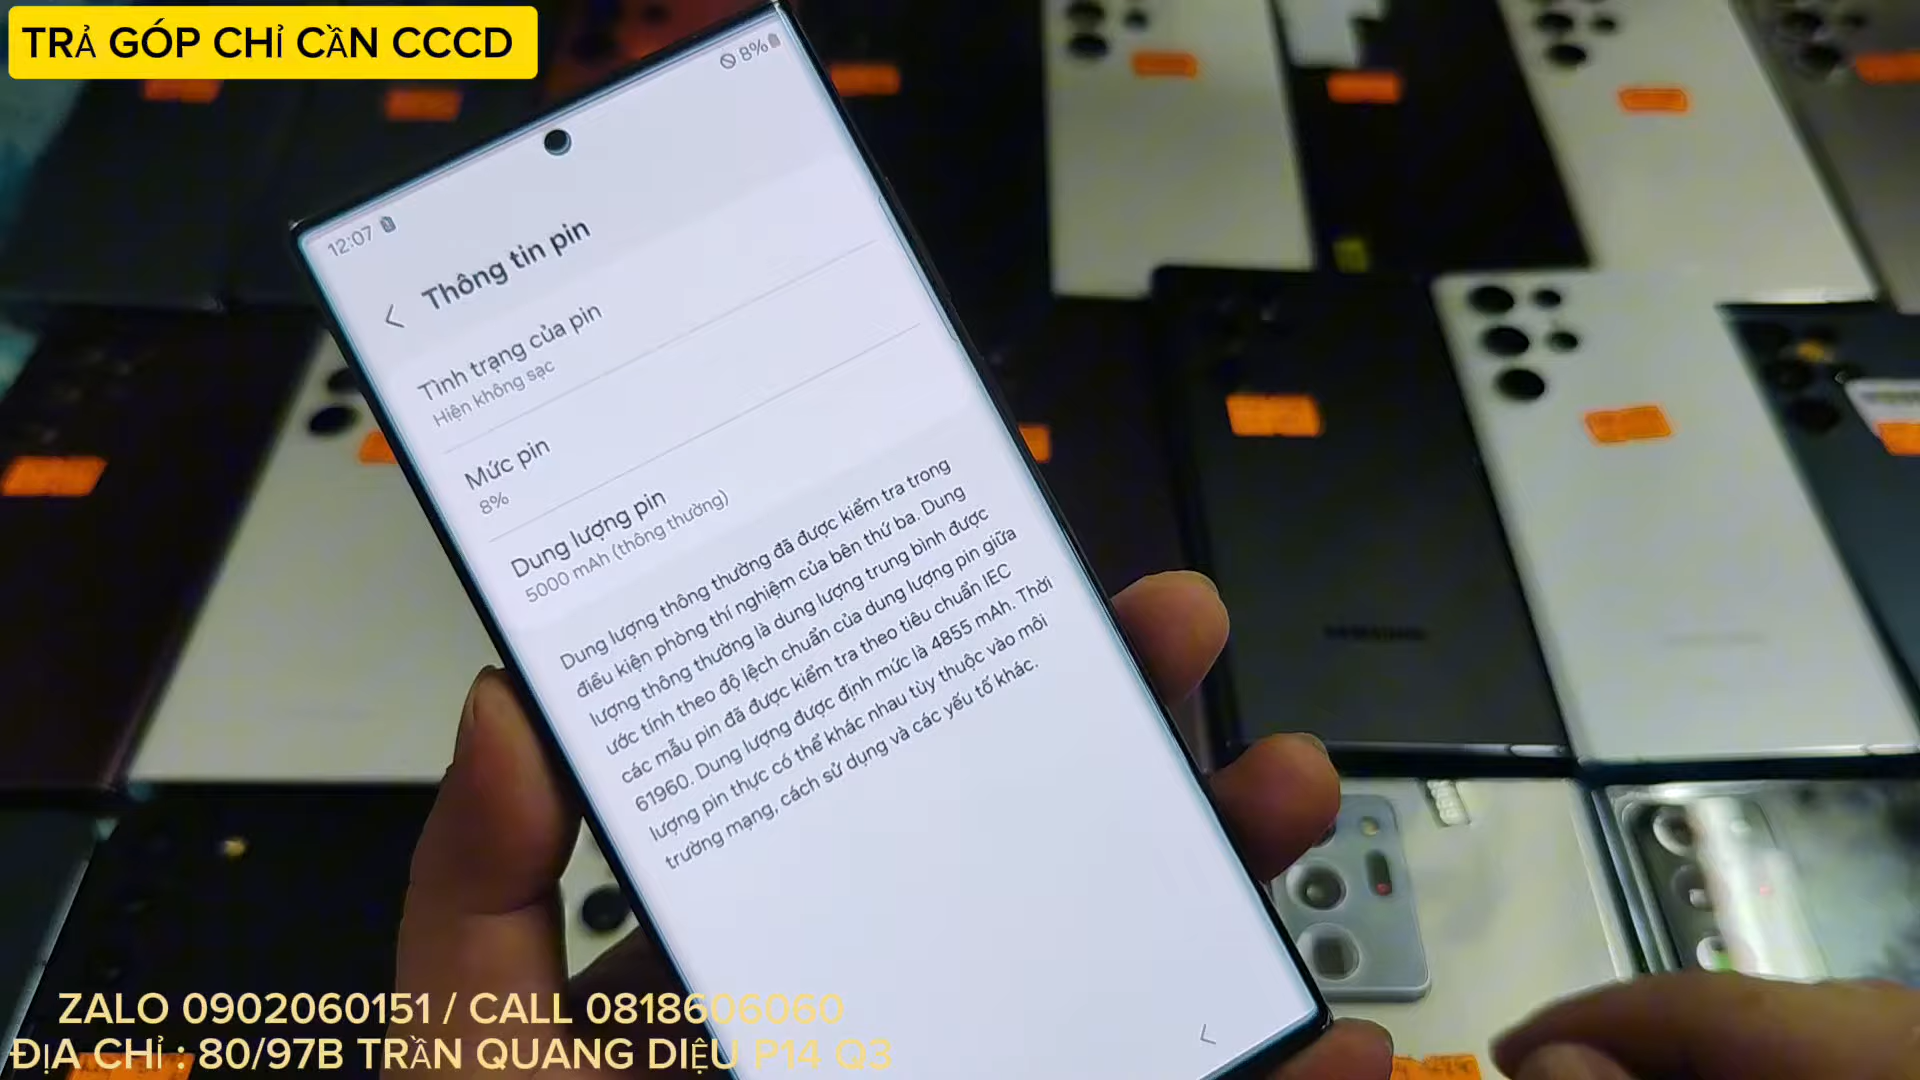 TRẢ GÓP CHỈ CẦN CCCD
12:07
8%
Thông tin pin
Tình trạng của pin
Hiện không sạc
Mức pin
8%
Dung lượng pin
5000 mAh (thông thường)
Dung lượng thông thường đã được kiểm tra trong
điều kiện phòng thí nghiệm của bên thứ ba. Dung
lượng thông thường là dung lượng trung bình được
ước tính theo độ lệch chuẩn của dung lượng pin giữa
các mẫu pin đã được kiểm tra theo tiêu chuẩn IEC
61960. Dung lượng được định mức là 4855 mAh. Thời
lượng pin thực có thể khác nhau tùy thuộc vào môi
trường mạng, cách sử dụng và các yếu tố khác.
SAMSUNG
ZALO 0902060151 / CALL 0818606060
ĐỊA CHỈ : 80/97B TRẦN QUANG DIỆU P14 Q3